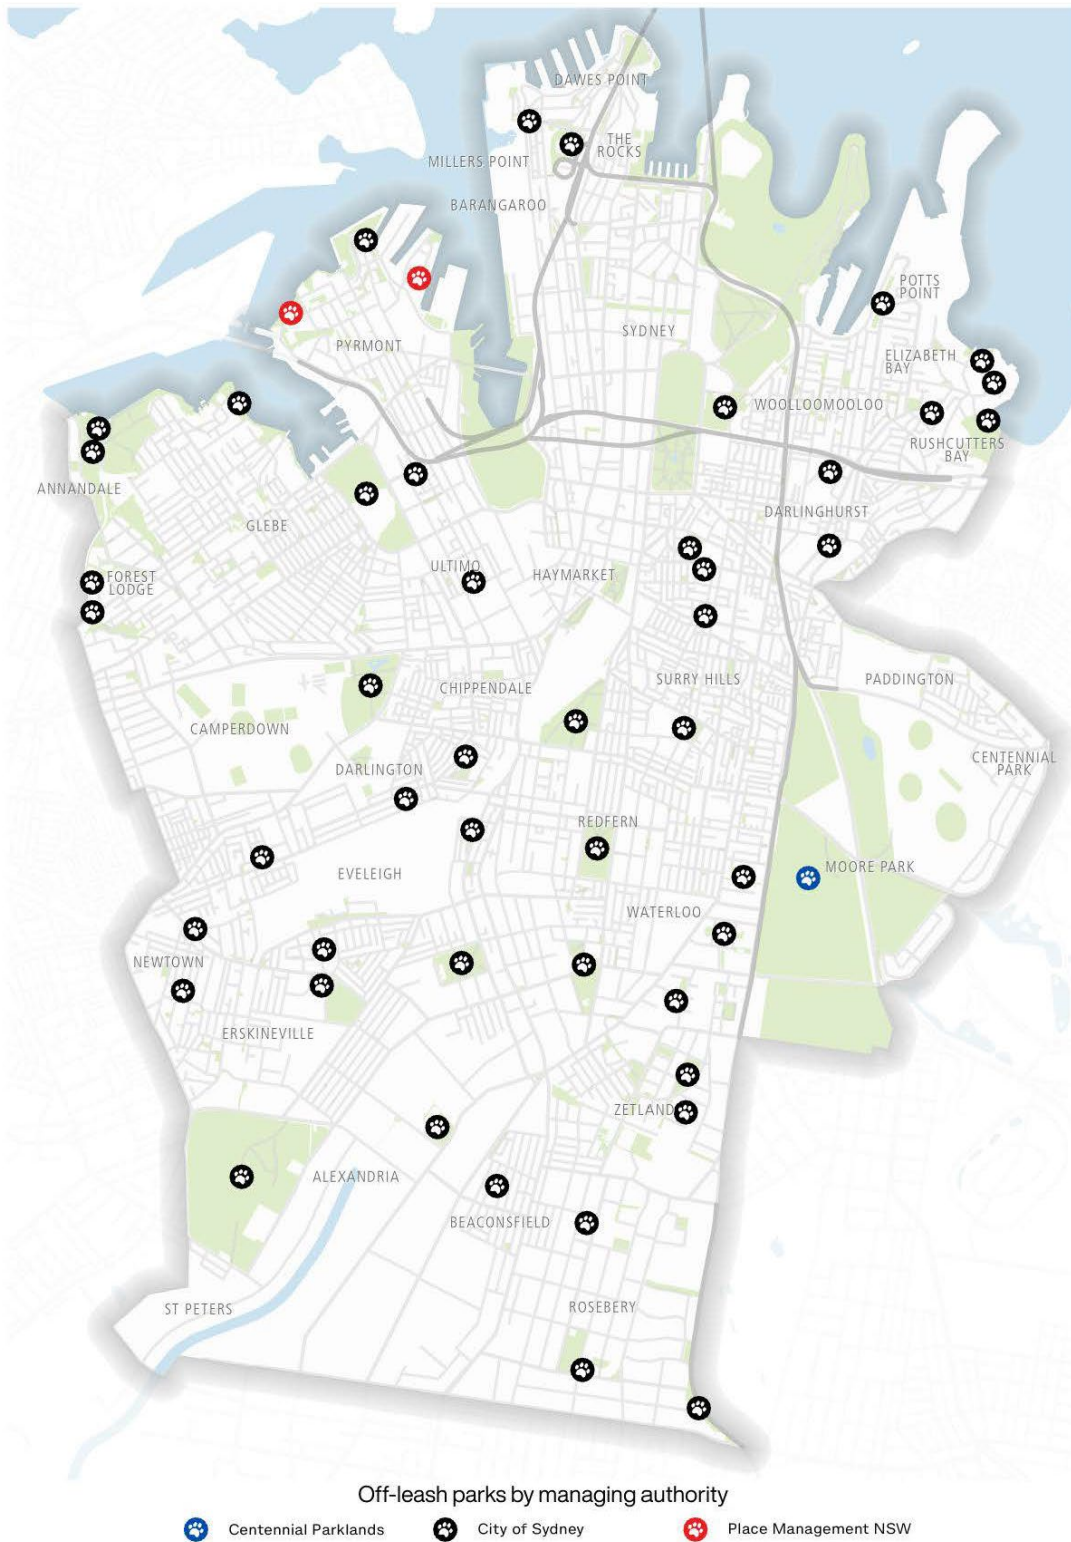 DAWES POINT
THE
ROCKS
MILLERS POINT
BARANGAROO
POTTS
POINT
SYDNEY
PYRMONT
ELIZABETH
BAY
WOOLLOOMOOLOO
RUSHCUTTERS
BAY
ANNANDALE
DARLINGHURST
GLEBE
ULTIMO
HAYMARKET
FOREST
LODGE
SURRY HILLS
PADDINGTON
CHIPPENDALE
CAMPERDOWN
CENTENNIAL
PARK
DARLINGTON
REDFERN
MOORE PARK
EVELEIGH
WATERLOO
NEWTOWN
ERSKINEVILLE
ZETLAND
ALEXANDRIA
BEACONSFIELD
ROSEBERY
ST PETERS
Off-leash parks by managing authority
Centennial Parklands
City of Sydney
Place Management NSW